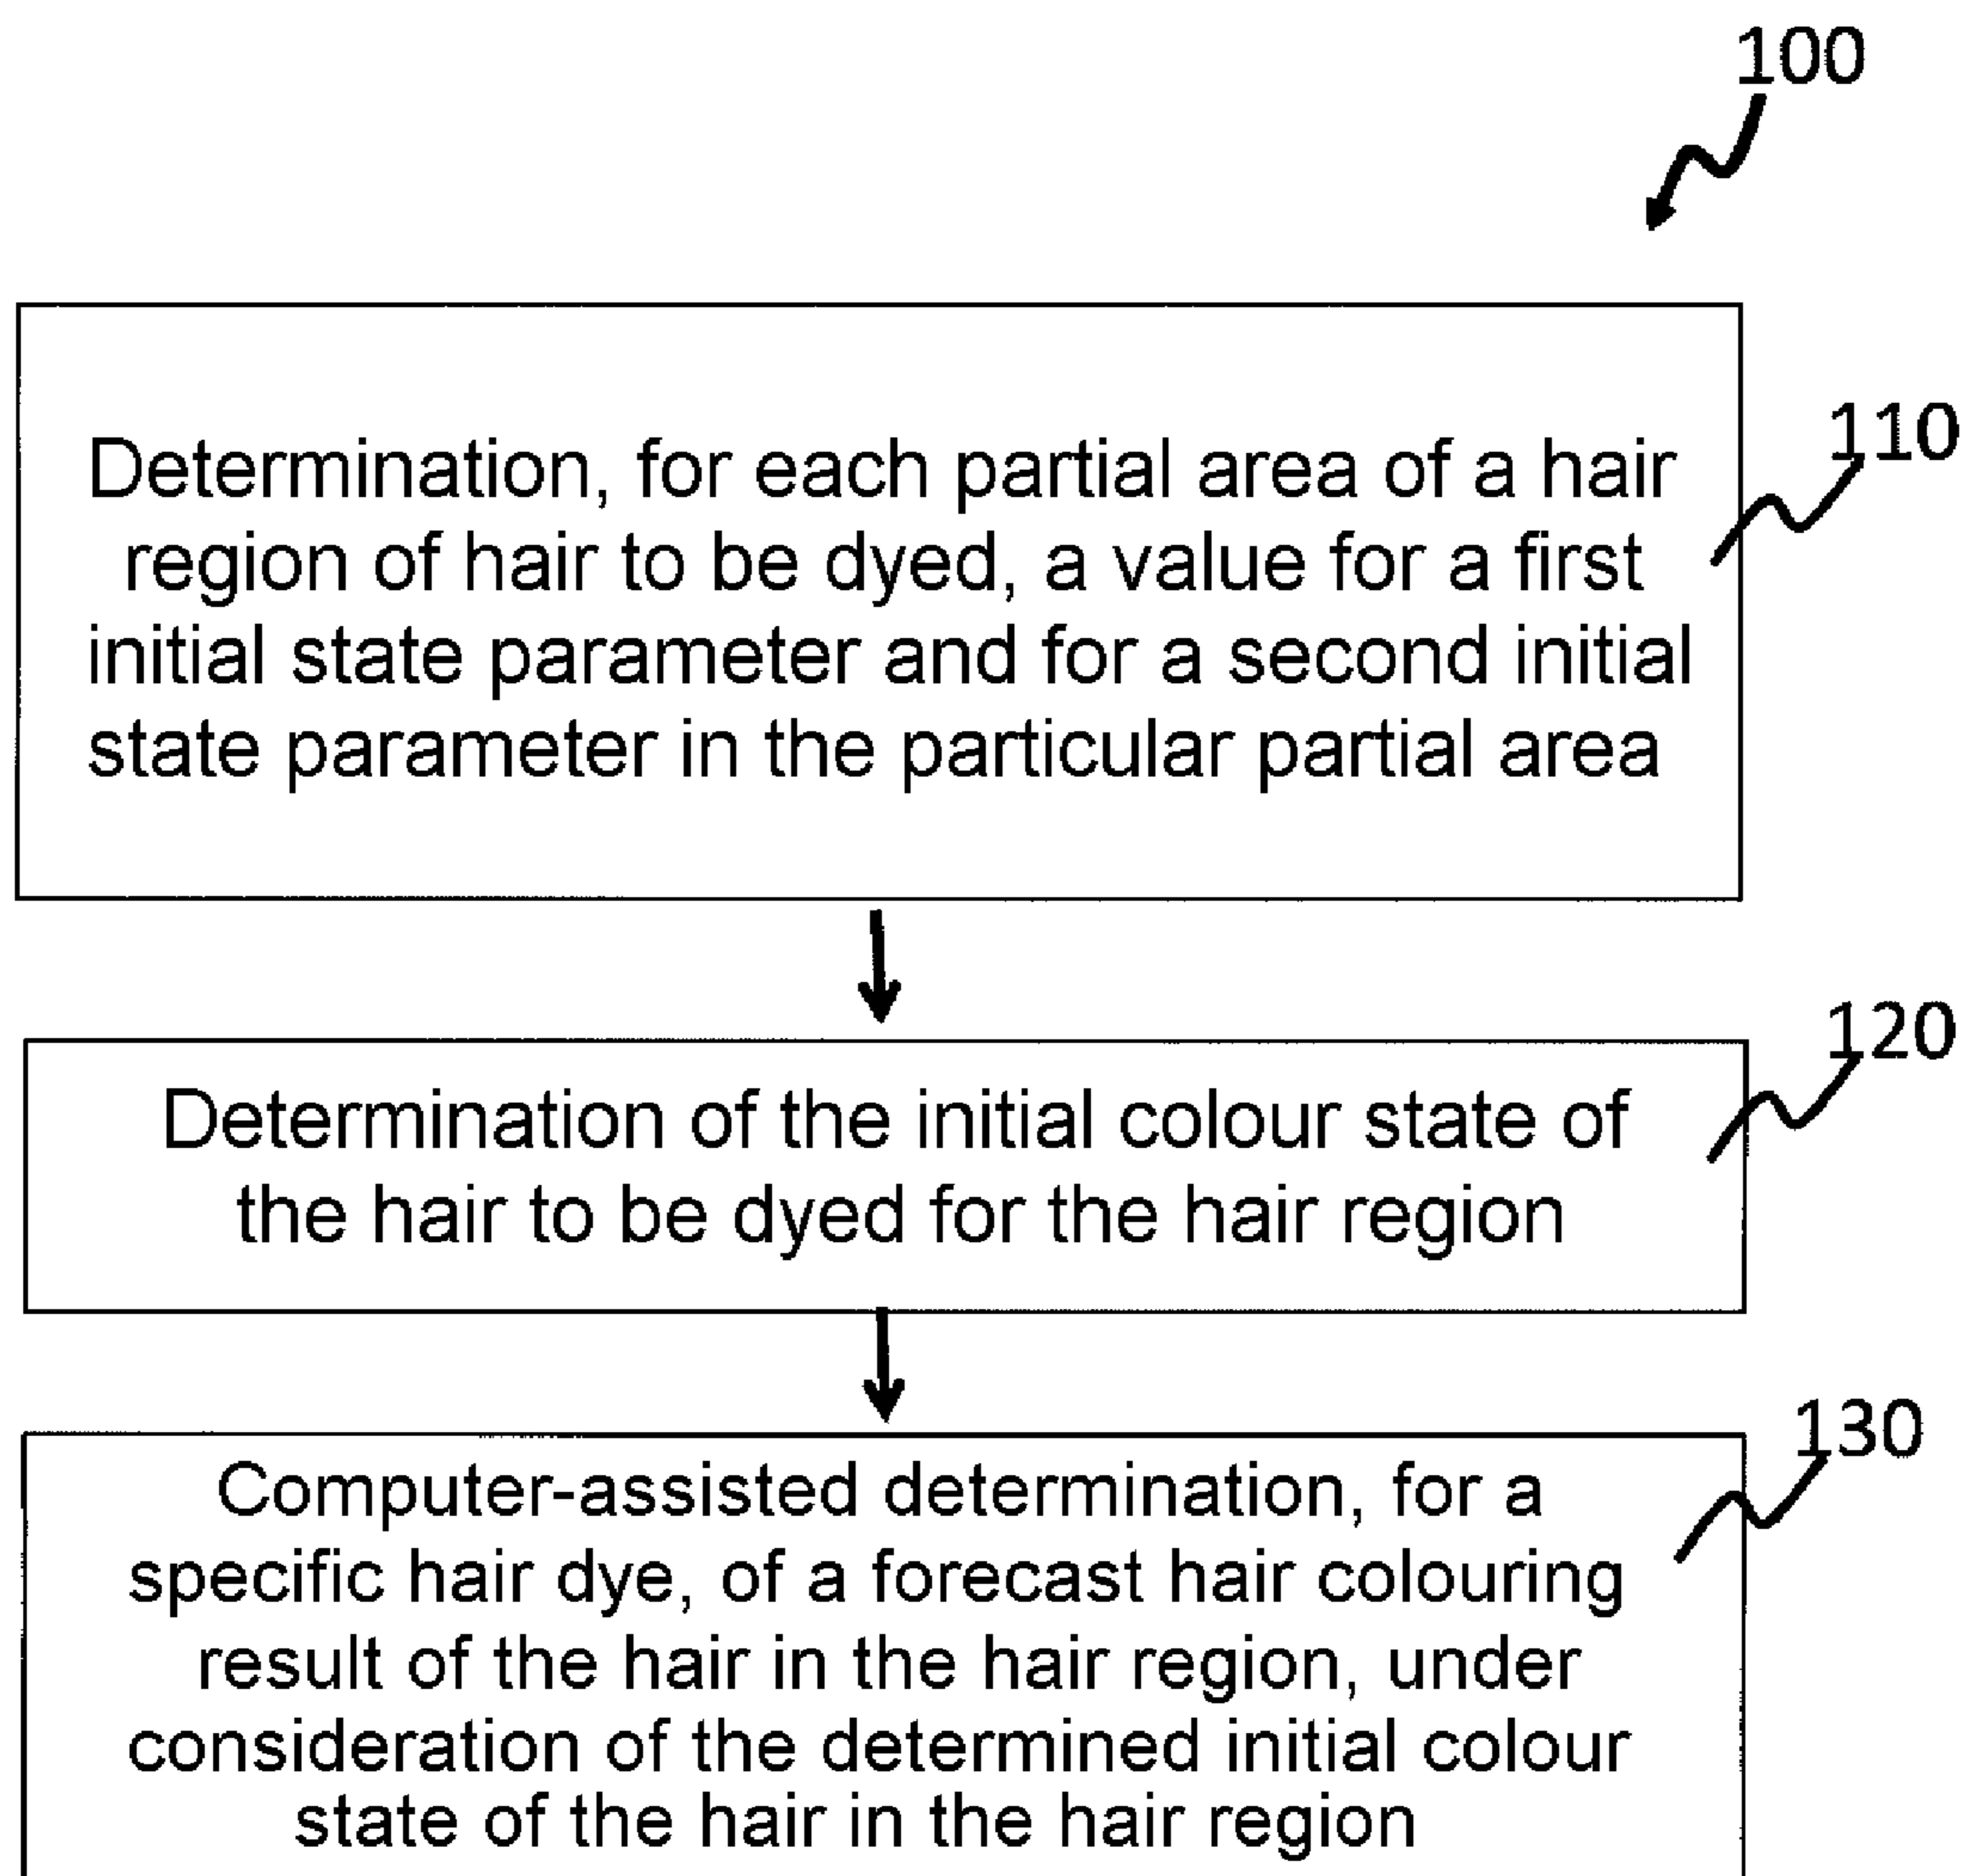 100
110
Determination, for each partial area of a hair
region of hair to be dyed, a value for a first
initial state parameter and for a second initial
state parameter in the particular partial area
120
Determination of the initial colour state of
the hair to be dyed for the hair region
130
Computer-assisted determination, for a
specific hair dye, of a forecast hair colouring
result of the hair in the hair region, under
consideration of the determined initial colour
state of the hair in the hair region